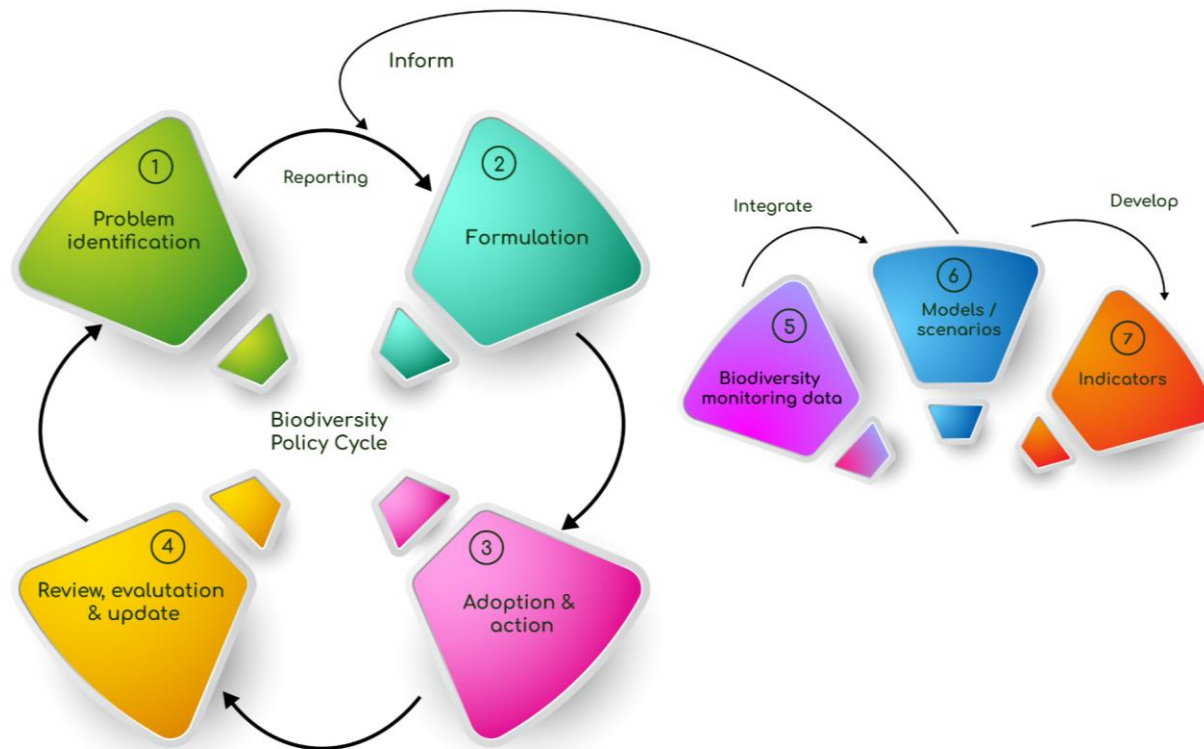 Inform
1
Problem
identification
Reporting
2
Formulation
Biodiversity
Policy Cycle
4
Review, evalutation
& update
3
Adoption &
action
Integrate
Develop
5
Biodiversity
monitoring data
6
Models /
scenarios
7
Indicators